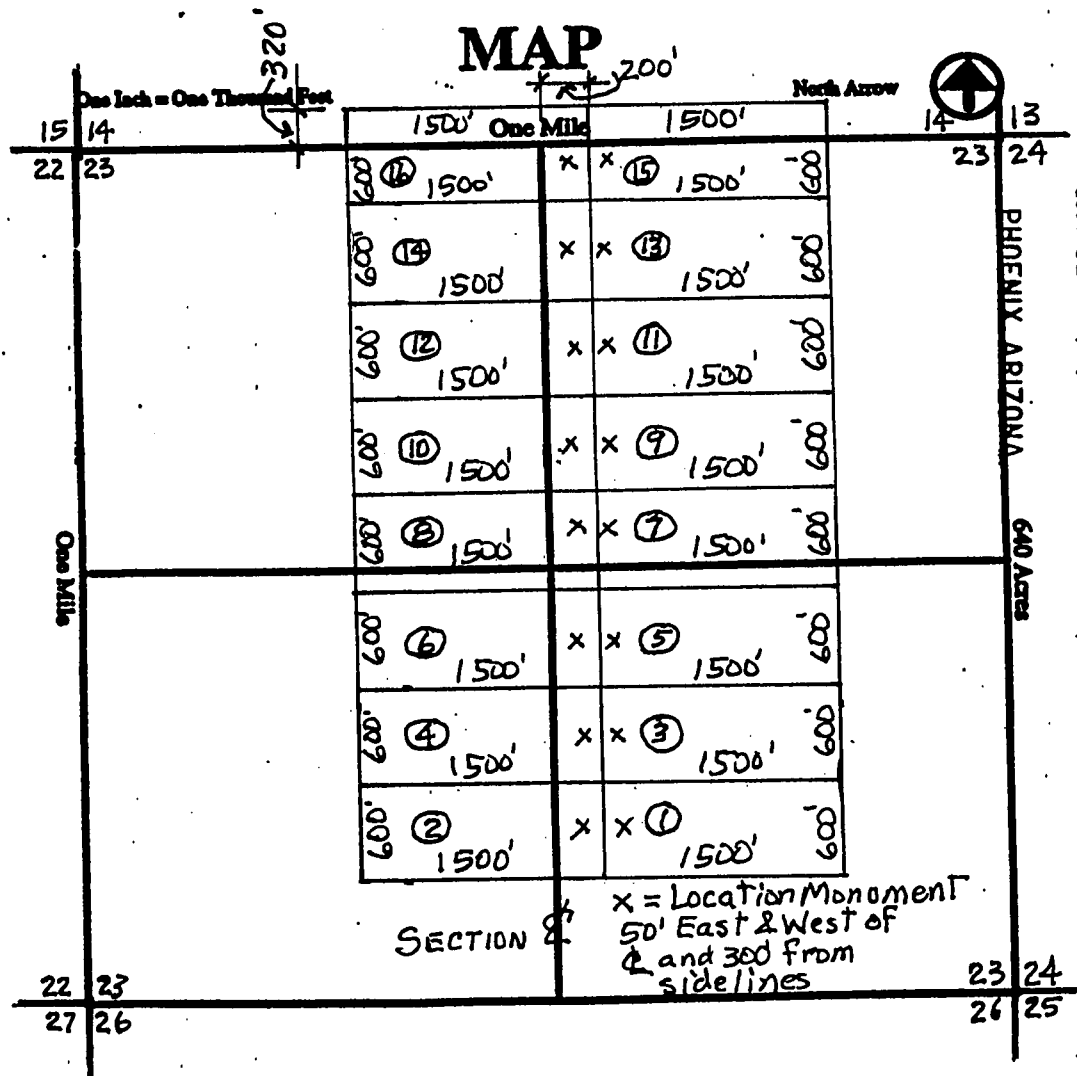 MAP
320'
200'
One Inch = One Thousand Feet
North Arrow
1500' One Mile 1500'
15 14
14 13
22 23
23 24
600' 16 1500' x x 15 1500' 600'
600' 14 1500' x x 13 1500' 600'
600' 12 1500' x x 11 1500' 600'
600' 10 1500' x x 9 1500' 600'
600' 8 1500' x x 7 1500' 600'
600' 6 1500' x x 5 1500' 600'
600' 4 1500' x x 3 1500' 600'
600' 2 1500' x x 1 1500' 600'
PHOENIX ARIZONA
One Mile
640 Acres
SECTION ℄
x = Location Monument
50' East & West of
℄ and 300 from
sidelines
22 23
23 24
27 26
26 25